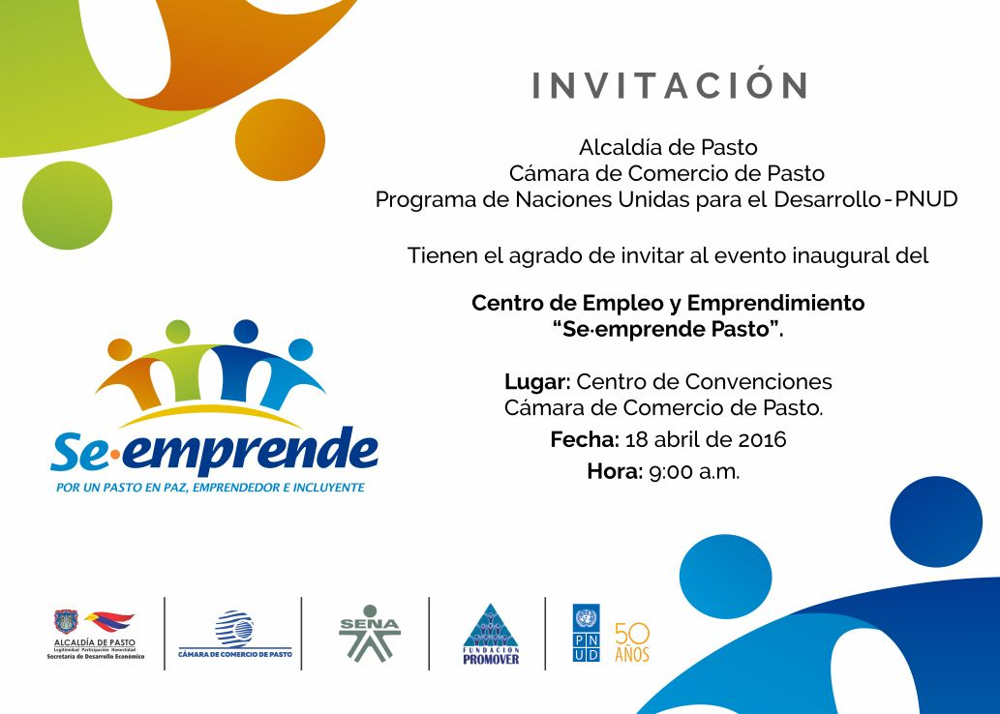 INVITACIÓN
Alcaldía de Pasto
Cámara de Comercio de Pasto
Programa de Naciones Unidas para el Desarrollo-PNUD
Tienen el agrado de invitar al evento inaugural del
Centro de Empleo y Emprendimiento
“Se·emprende Pasto”.
Lugar: Centro de Convenciones
Cámara de Comercio de Pasto.
Fecha: 18 abril de 2016
Hora: 9:00 a.m.
Se·emprende
POR UN PASTO EN PAZ, EMPRENDEDOR E INCLUYENTE
ALCALDÍA DE PASTO
Legitimidad Participación Honestidad
Secretaría de Desarrollo Económico
CÁMARA DE COMERCIO DE PASTO
SENA
FUNDACIÓN
PROMOVER
PN
UD
50
AÑOS